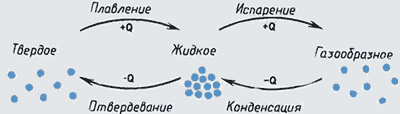 Плавление Испарение
+Q +Q
Твердое Жидкое Газообразное
-Q -Q
Отвердевание Конденсация